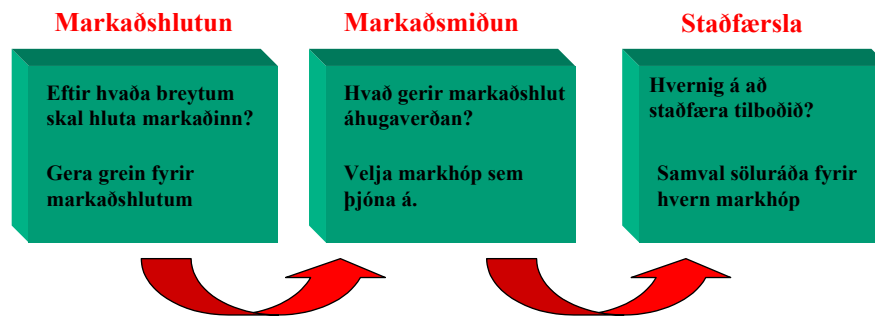 Markaðshlutun
Eftir hvaða breytum
skal hluta markaðinn?
Gera grein fyrir
markaðshlutum
Markaðsmiðun
Hvað gerir markaðshlut
áhugaverðan?
Velja markhóp sem
þjóna á.
Staðfærsla
Hvernig á að
staðfæra tilboðið?
Samval söluráða fyrir
hvern markhóp